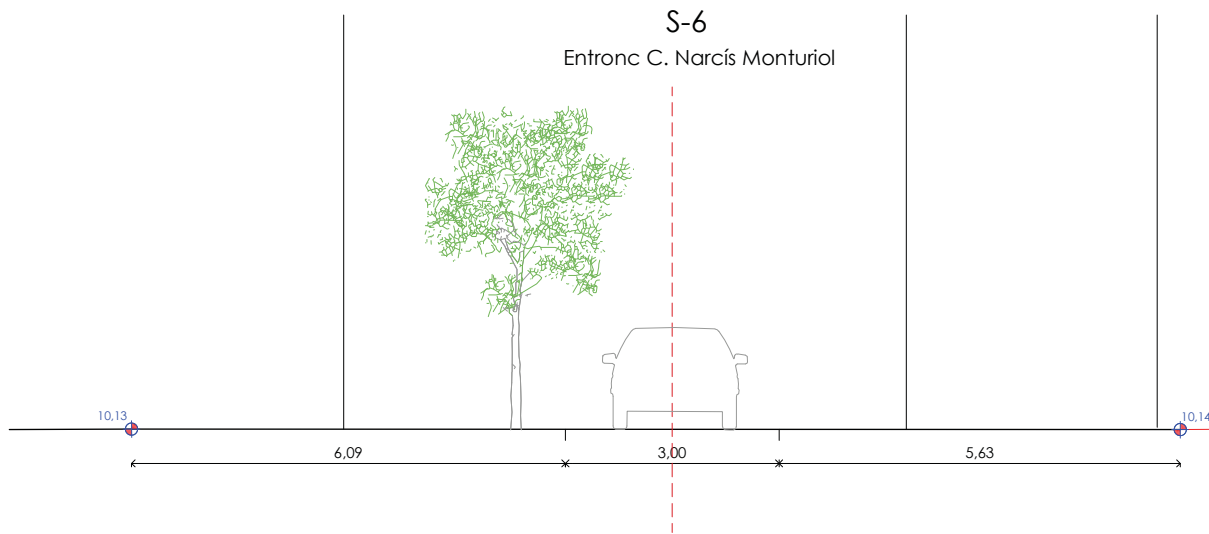 S-6
Entronc C. Narcís Monturiol
10,13
10,14
6,09
3,00
5,63